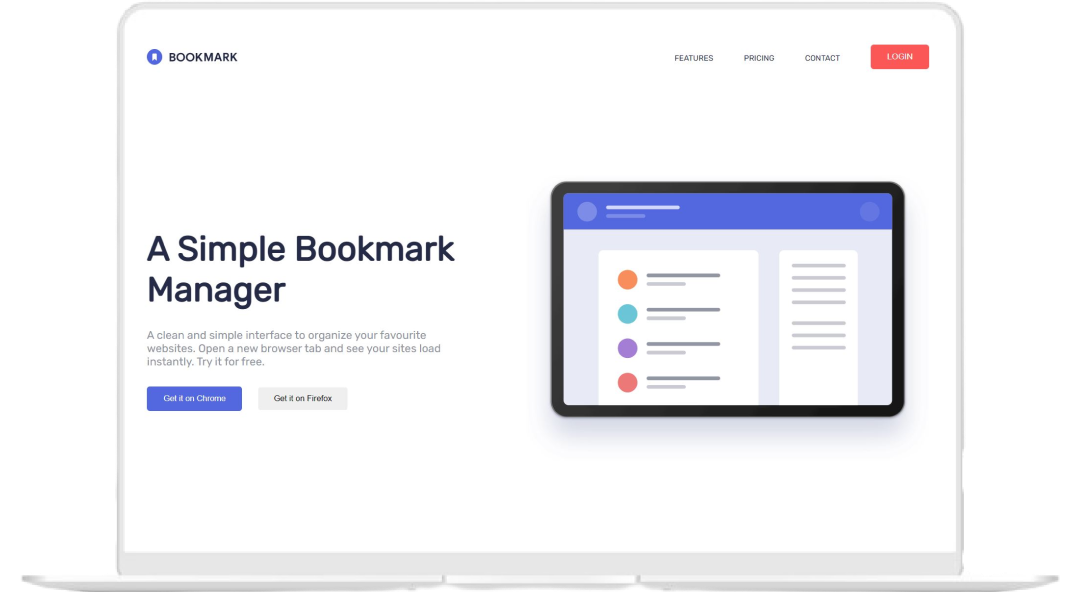 BOOKMARK
FEATURES PRICING CONTACT LOGIN
A Simple Bookmark
Manager
A clean and simple interface to organize your favourite
websites. Open a new browser tab and see your sites load
instantly. Try it for free.
Get it on Chrome Get it on Firefox